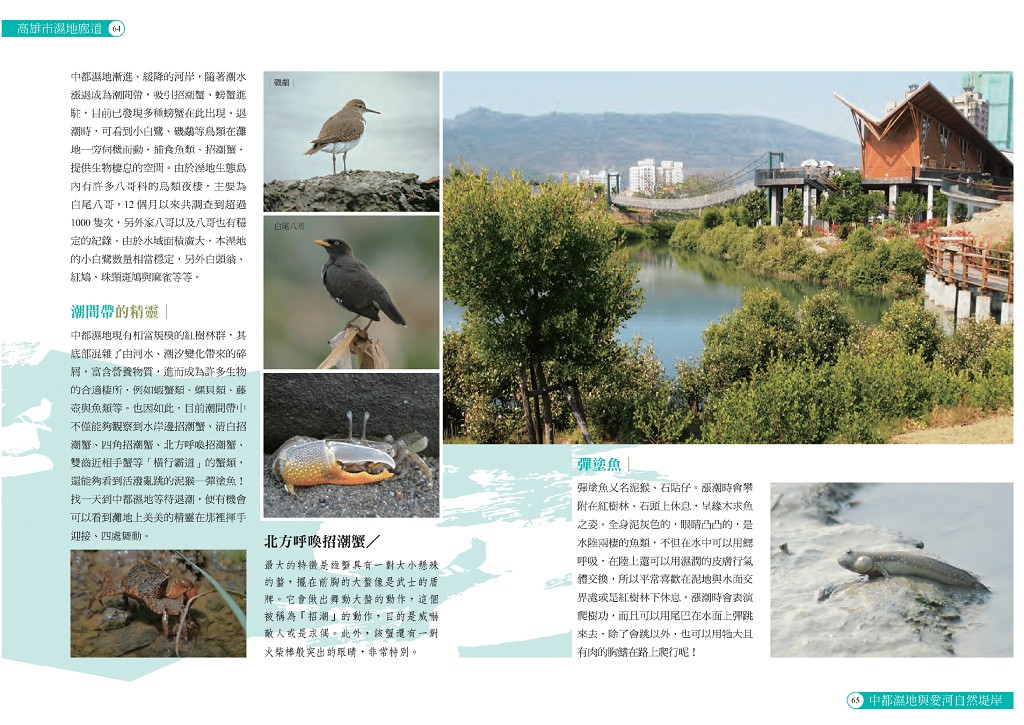 高雄市濕地廊道 64
中都濕地漸進、緩降的河岸，隨著潮水
漲退成為潮間帶，吸引招潮蟹、螃蟹進
駐，目前已發現多種螃蟹在此出現。退
潮時，可看到小白鷺、磯鷸等鳥類在灘
地一旁伺機而動，捕食魚類、招潮蟹，
提供生物棲息的空間。由於溼地生態島
內有許多八哥科的鳥類夜棲，主要為
白尾八哥，12 個月以來共調查到超過
1000 隻次，另外家八哥以及八哥也有穩
定的紀錄。由於水域面積廣大，本溼地
的小白鷺數量相當穩定，另外白頭翁、
紅鳩、珠頸斑鳩與麻雀等等。
潮間帶的精靈
中都濕地現有相當規模的紅樹林群，其
底部混雜了由河水、潮汐變化帶來的碎
屑，富含營養物質，進而成為許多生物
的合適棲所，例如蝦蟹類、螺貝類、藤
壺與魚類等。也因如此，目前潮間帶中
不僅能夠觀察到水岸邊招潮蟹、清白招
潮蟹、四角招潮蟹、北方呼喚招潮蟹、
雙齒近相手蟹等「橫行霸道」的蟹類，
還能夠看到活潑亂跳的泥猴－彈塗魚！
找一天到中都濕地等待退潮，便有機會
可以看到灘地上美美的精靈在那裡揮手
迎接、四處舞動。
磯鷸
白尾八哥
北方呼喚招潮蟹／
最大的特徵是雄蟹具有一對大小懸殊
的螯，擺在前胸的大螯像是武士的盾
牌。它會做出舞動大螯的動作，這個
被稱為「招潮」的動作，目的是威嚇
敵人或是求偶。此外，該蟹還有一對
火柴棒般突出的眼睛，非常特別。
彈塗魚
彈塗魚又名泥猴、石貼仔。漲潮時會攀
附在紅樹林、石頭上休息，呈緣木求魚
之姿。全身泥灰色的，眼睛凸凸的，是
水陸兩棲的魚類，不但在水中可以用鰓
呼吸，在陸上還可以用濕潤的皮膚行氣
體交換，所以平常喜歡在泥地與水面交
界處或是紅樹林下休息，漲潮時會表演
爬樹功，而且可以用尾巴在水面上彈跳
來去，除了會跳以外，也可以用牠大且
有肉的胸鰭在路上爬行呢！
65 中都濕地與愛河自然堤岸